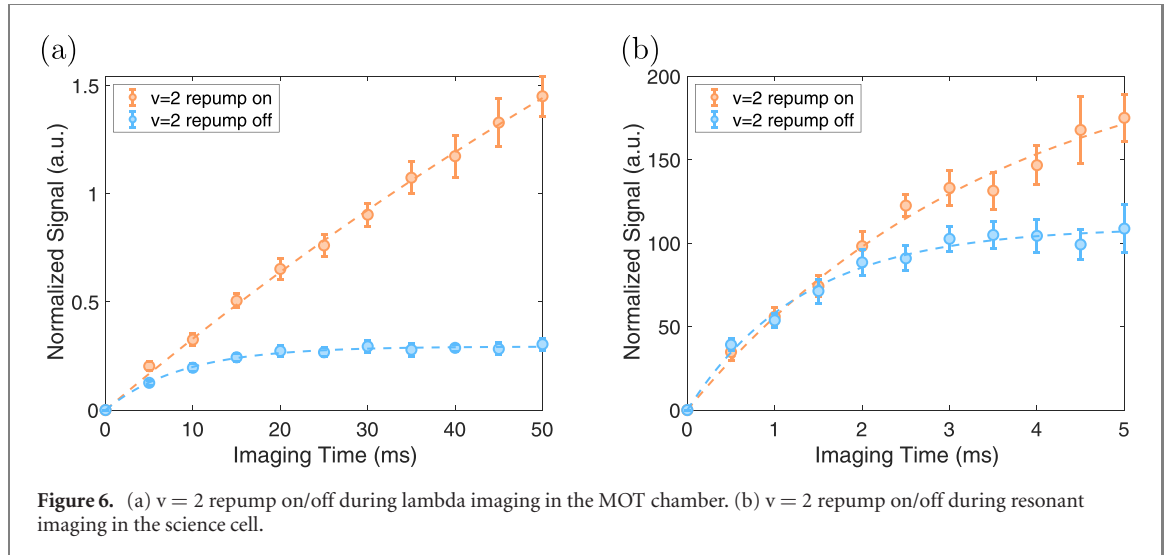 (a)
Normalized Signal (a.u.)
1.5
1
0.5
0
v=2 repump on
v=2 repump off
0 10 20 30 40 50
Imaging Time (ms)
(b)
Normalized Signal (a.u.)
200
150
100
50
0
v=2 repump on
v=2 repump off
0 1 2 3 4 5
Imaging Time (ms)
Figure 6. (a) v = 2 repump on/off during lambda imaging in the MOT chamber. (b) v = 2 repump on/off during resonant
imaging in the science cell.